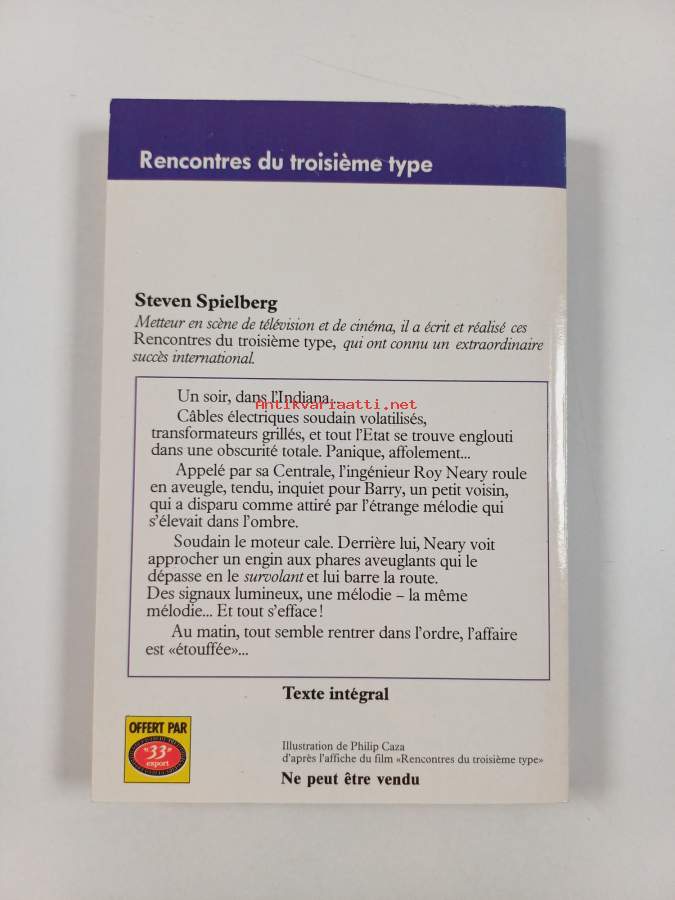 Rencontres du troisième type
Steven Spielberg
Metteur en scène de télévision et de cinéma, il a écrit et réalisé ces
Rencontres du troisième type, qui ont connu un extraordinaire
succès international.
Un soir, dans l'Indiana...
Antikvariaatti.net
Câbles électriques soudain volatilisés,
transformateurs grillés, et tout l'Etat se trouve englouti
dans une obscurité totale. Panique, affolement...
Appelé par sa Centrale, l'ingénieur Roy Neary roule
en aveugle, tendu, inquiet pour Barry, un petit voisin,
qui a disparu comme attiré par l'étrange mélodie qui
s'élevait dans l'ombre.
Soudain le moteur cale. Derrière lui, Neary voit
approcher un engin aux phares aveuglants qui le
dépasse en le survolant et lui barre la route.
Des signaux lumineux, une mélodie – la même
mélodie... Et tout s'efface !
Au matin, tout semble rentrer dans l'ordre, l'affaire
est «étouffée»...
Texte intégral
OFFERT PAR
"33"
export
Illustration de Philip Caza
d'après l'affiche du film «Rencontres du troisième type»
Ne peut être vendu